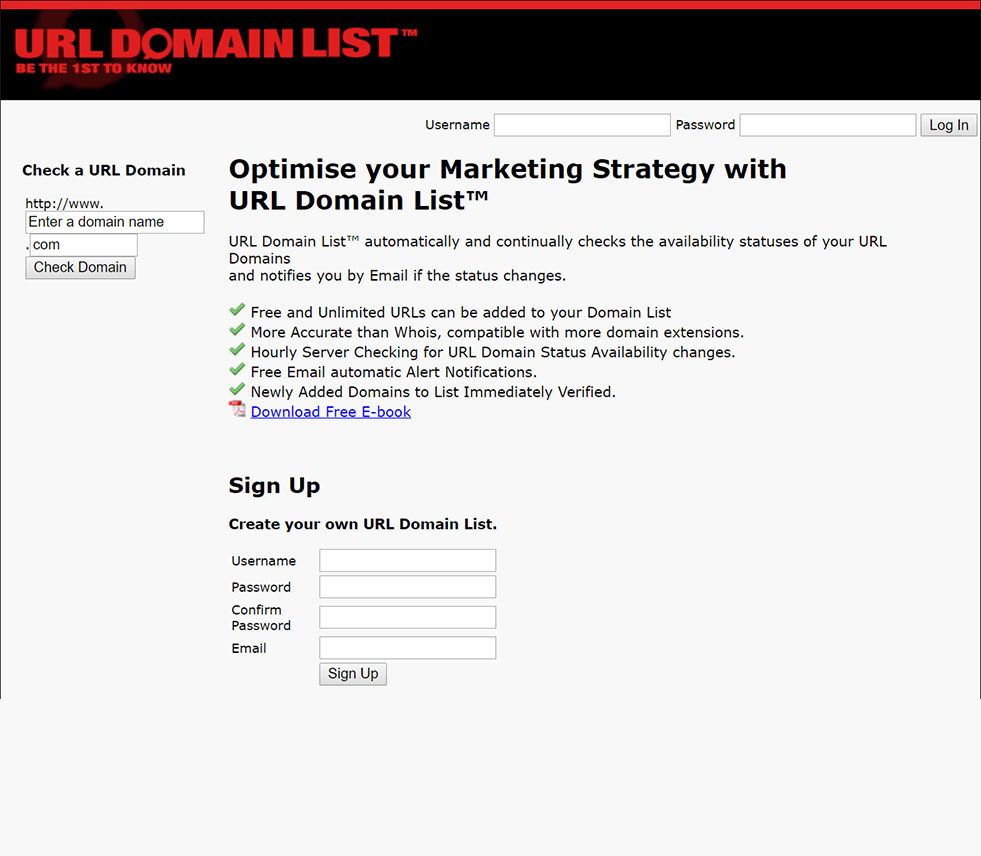 URL DOMAIN LIST™
BE THE 1ST TO KNOW
Username Password Log In
Check a URL Domain
http://www.
Enter a domain name
. com
Check Domain
Optimise your Marketing Strategy with
URL Domain List™
URL Domain List™ automatically and continually checks the availability statuses of your URL
Domains
and notifies you by Email if the status changes.
Free and Unlimited URLs can be added to your Domain List
More Accurate than Whois, compatible with more domain extensions.
Hourly Server Checking for URL Domain Status Availability changes.
Free Email automatic Alert Notifications.
Newly Added Domains to List Immediately Verified.
Download Free E-book
Sign Up
Create your own URL Domain List.
Username
Password
Confirm
Password
Email
Sign Up